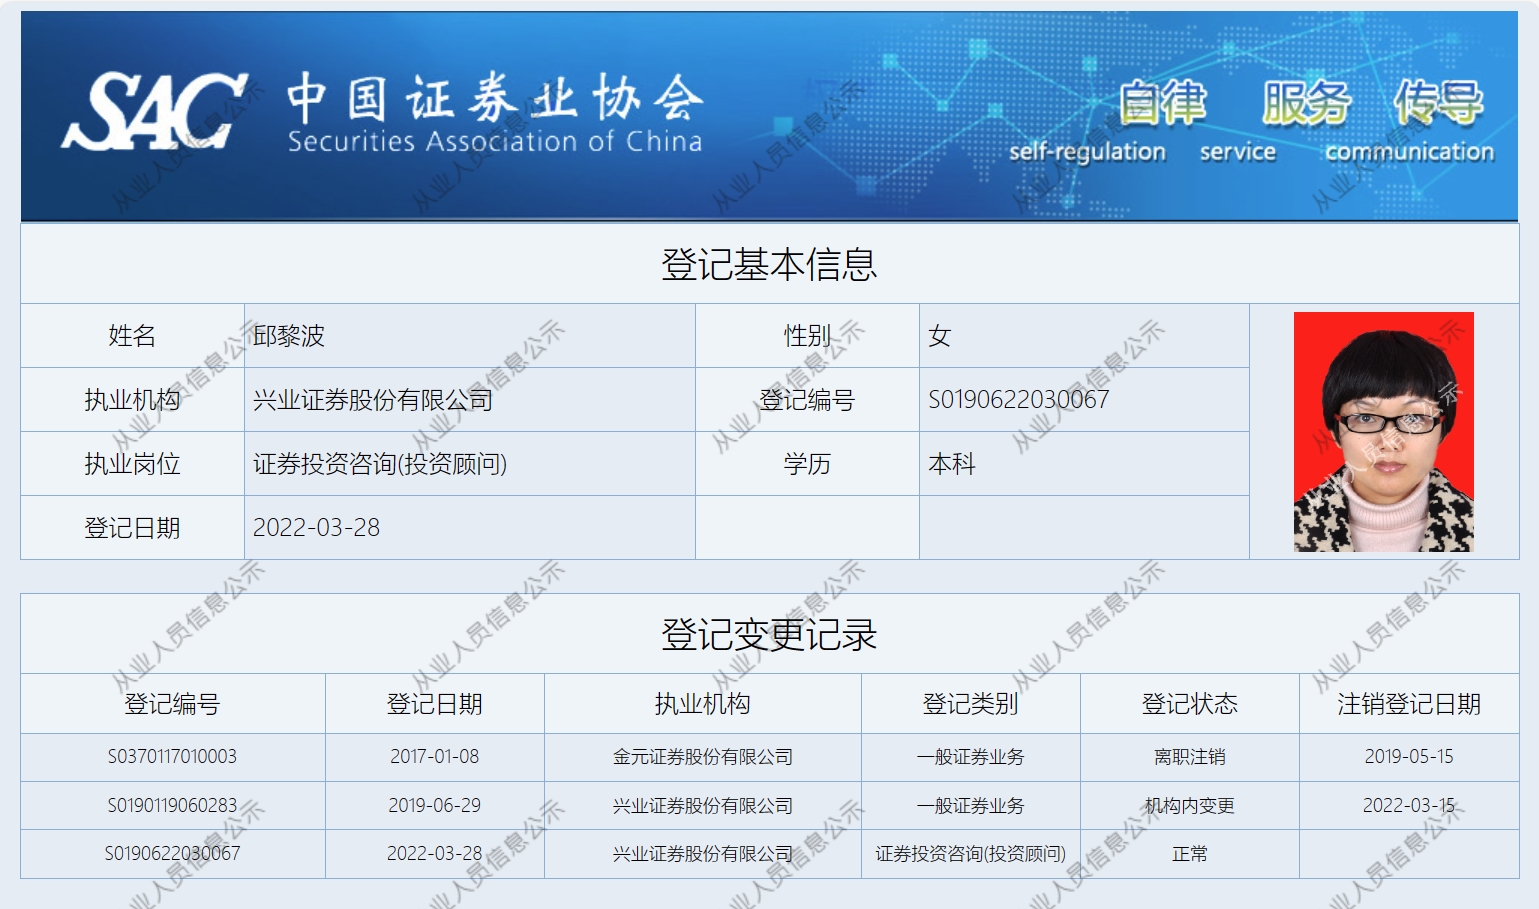 SAC 中国证券业协会
Securities Association of China
自律 服务 传导
self-regulation service communication
登记基本信息
姓名 邱黎波 性别 女
执业机构 兴业证券股份有限公司 登记编号 S0190622030067
执业岗位 证券投资咨询(投资顾问) 学历 本科
登记日期 2022-03-28
登记变更记录
登记编号 登记日期 执业机构 登记类别 登记状态 注销登记日期
S0370117010003 2017-01-08 金元证券股份有限公司 一般证券业务 离职注销 2019-05-15
S0190119060283 2019-06-29 兴业证券股份有限公司 一般证券业务 机构内变更 2022-03-15
S0190622030067 2022-03-28 兴业证券股份有限公司 证券投资咨询(投资顾问) 正常
从业人员信息公示